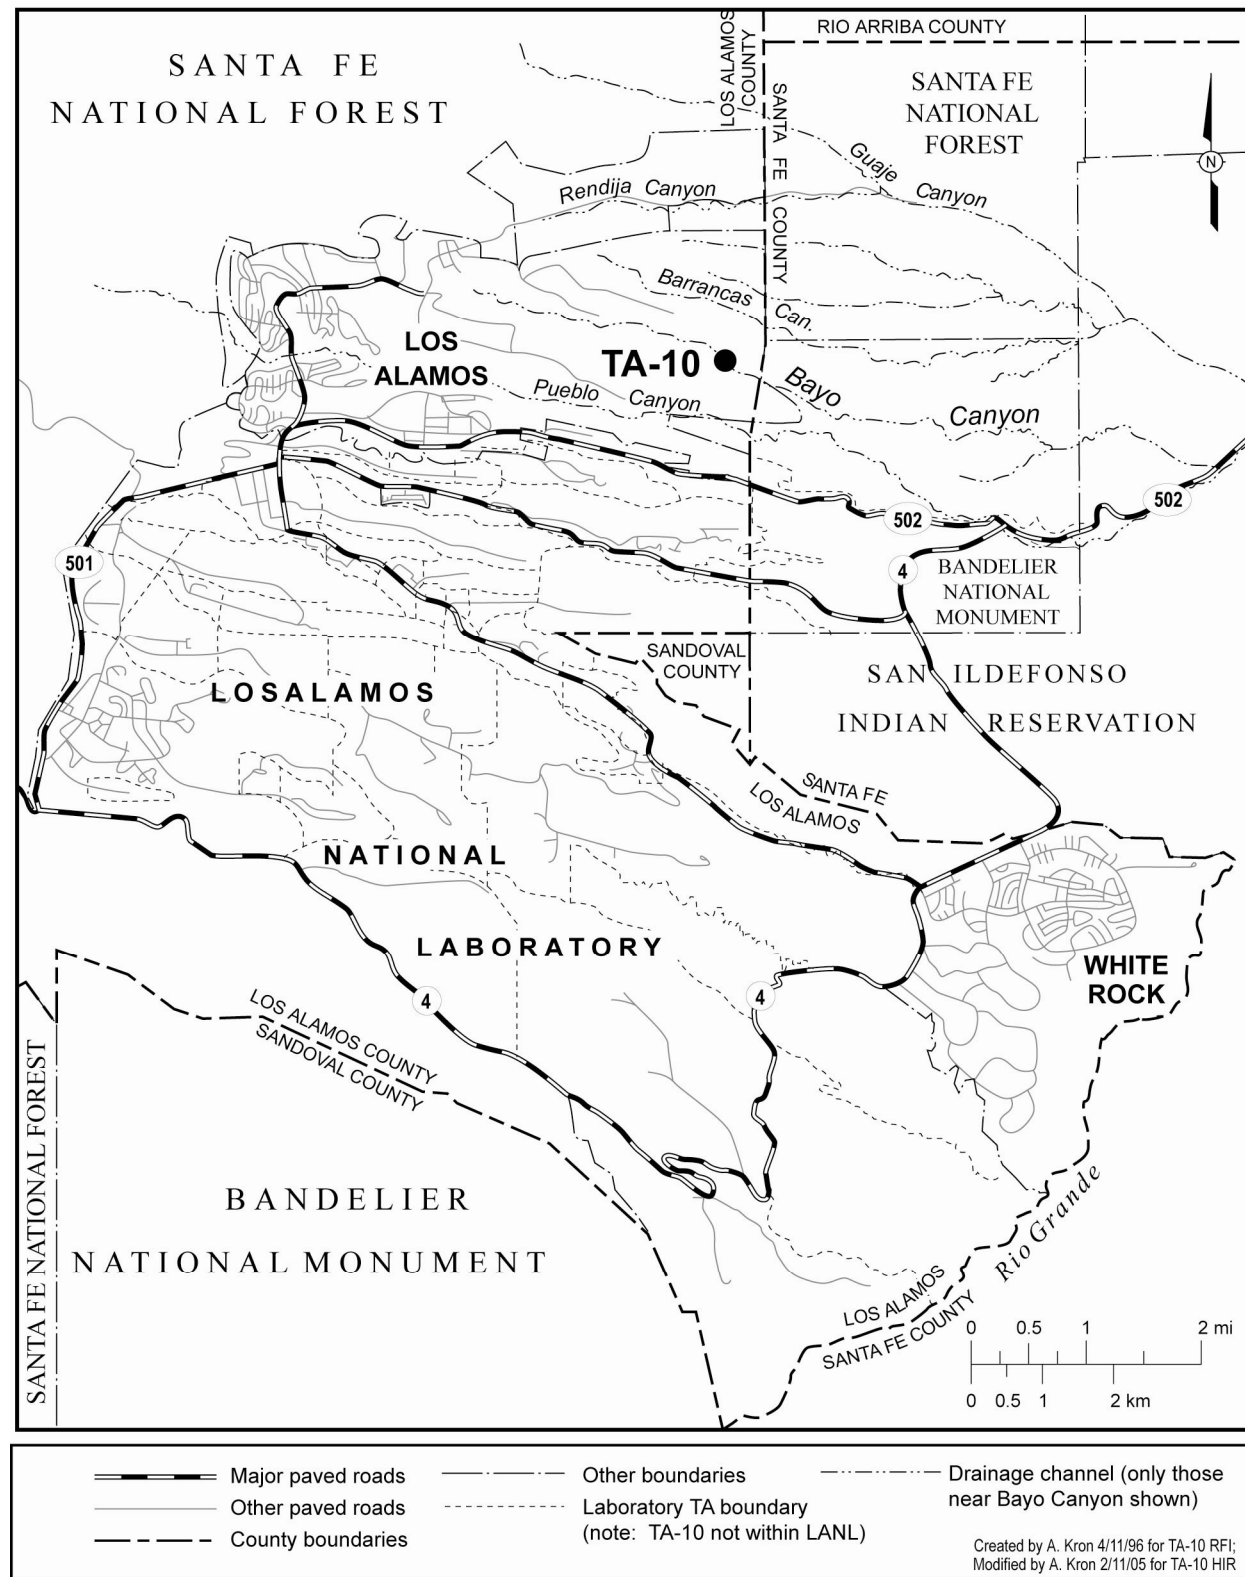 SANTA FE
NATIONAL FOREST
LOS ALAMOS
COUNTY
SANTA FE COUNTY
RIO ARRIBA COUNTY
SANTA FE
NATIONAL
FOREST
N
Guaje Canyon
Rendija Canyon
Barrancas Can.
LOS
ALAMOS
TA-10
Bayo Canyon
Pueblo Canyon
502
502
501
4
BANDELIER
NATIONAL
MONUMENT
SANDOVAL
COUNTY
SAN ILDEFONSO
INDIAN RESERVATION
LOSALAMOS
SANTA FE
LOS ALAMOS
NATIONAL
LABORATORY
WHITE
ROCK
4
4
LOS ALAMOS COUNTY
SANDOVAL COUNTY
SANTA FE NATIONAL FOREST
BANDELIER
NATIONAL MONUMENT
Rio Grande
LOS ALAMOS
SANTA FE COUNTY
0 0.5 1 2 mi
0 0.5 1 2 km
Major paved roads
Other paved roads
County boundaries
Other boundaries
Laboratory TA boundary
(note: TA-10 not within LANL)
Drainage channel (only those
near Bayo Canyon shown)
Created by A. Kron 4/11/96 for TA-10 RFI;
Modified by A. Kron 2/11/05 for TA-10 HIR